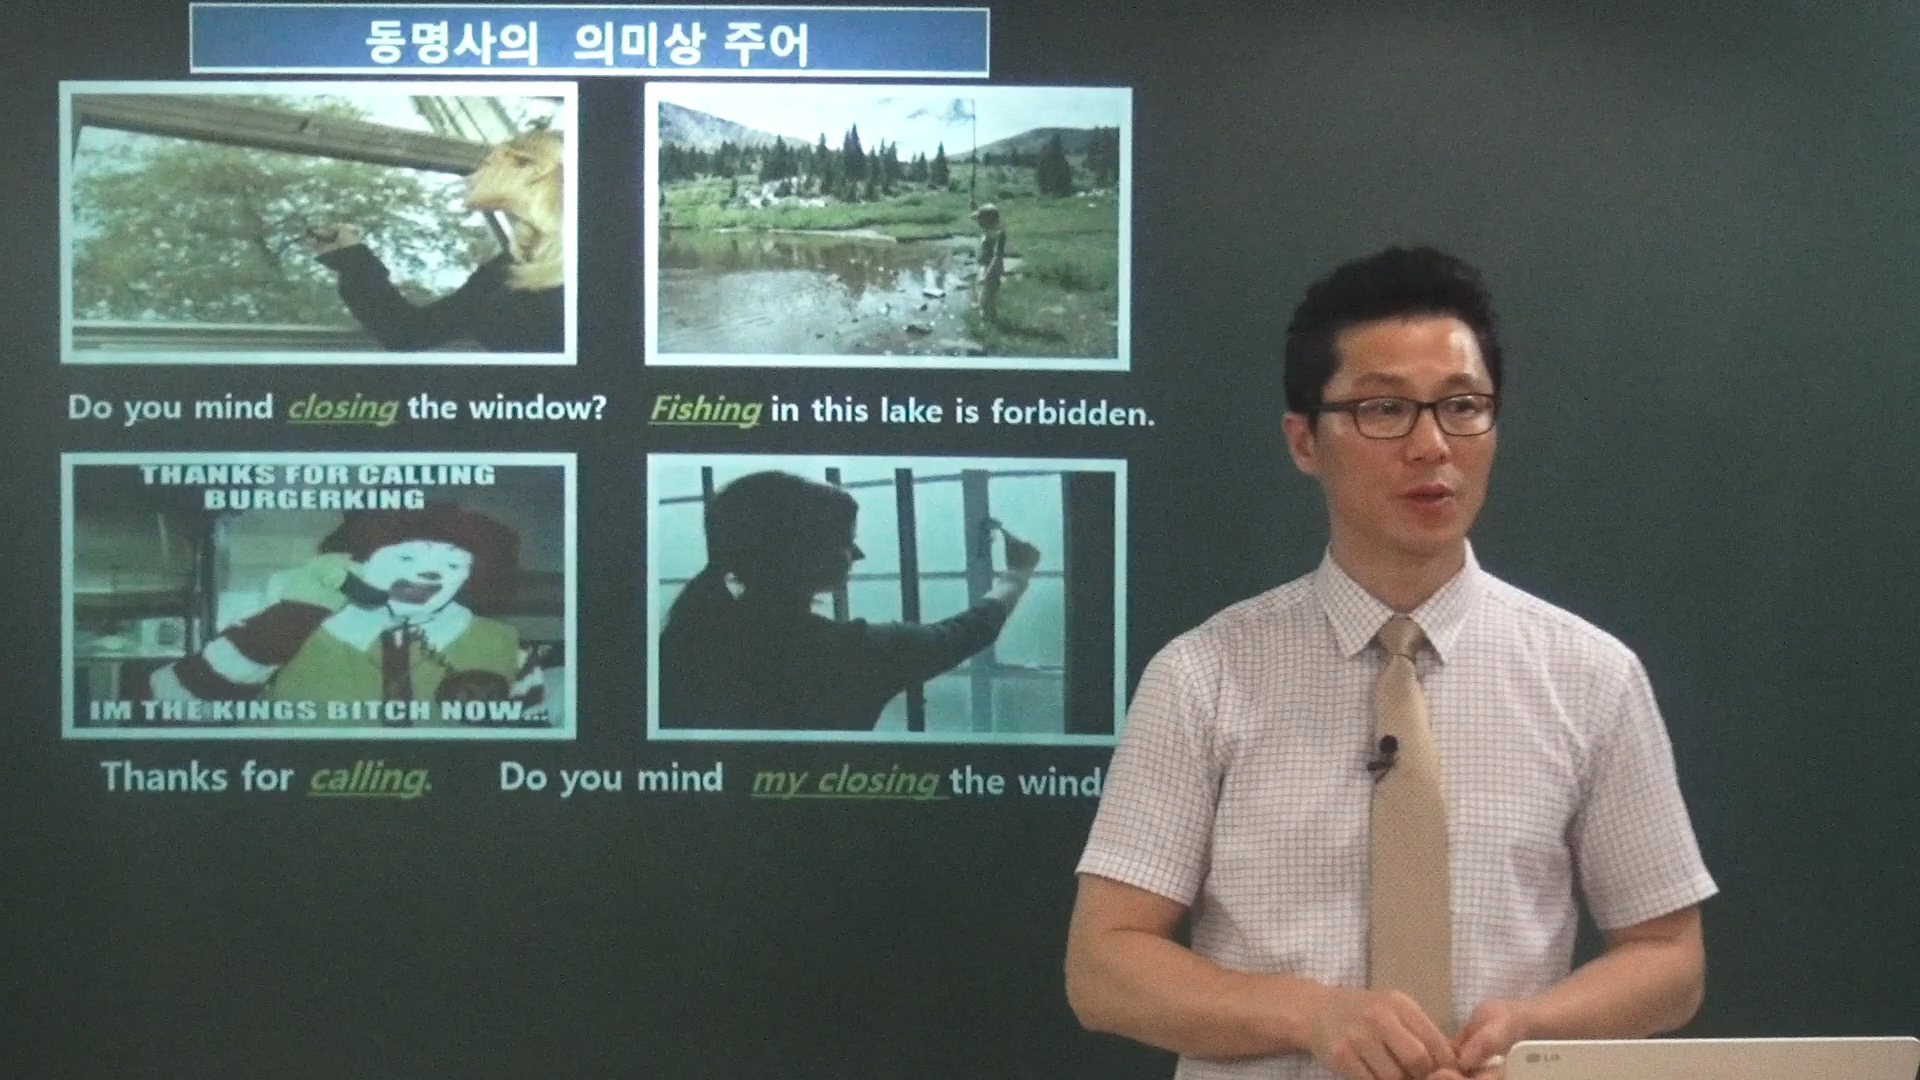 동명사의 의미상 주어
Do you mind closing the window?
Fishing in this lake is forbidden.
THANKS FOR CALLING
BURGERKING
IM THE KINGS BITCH NOW...
Thanks for calling.
Do you mind my closing the wind
LG